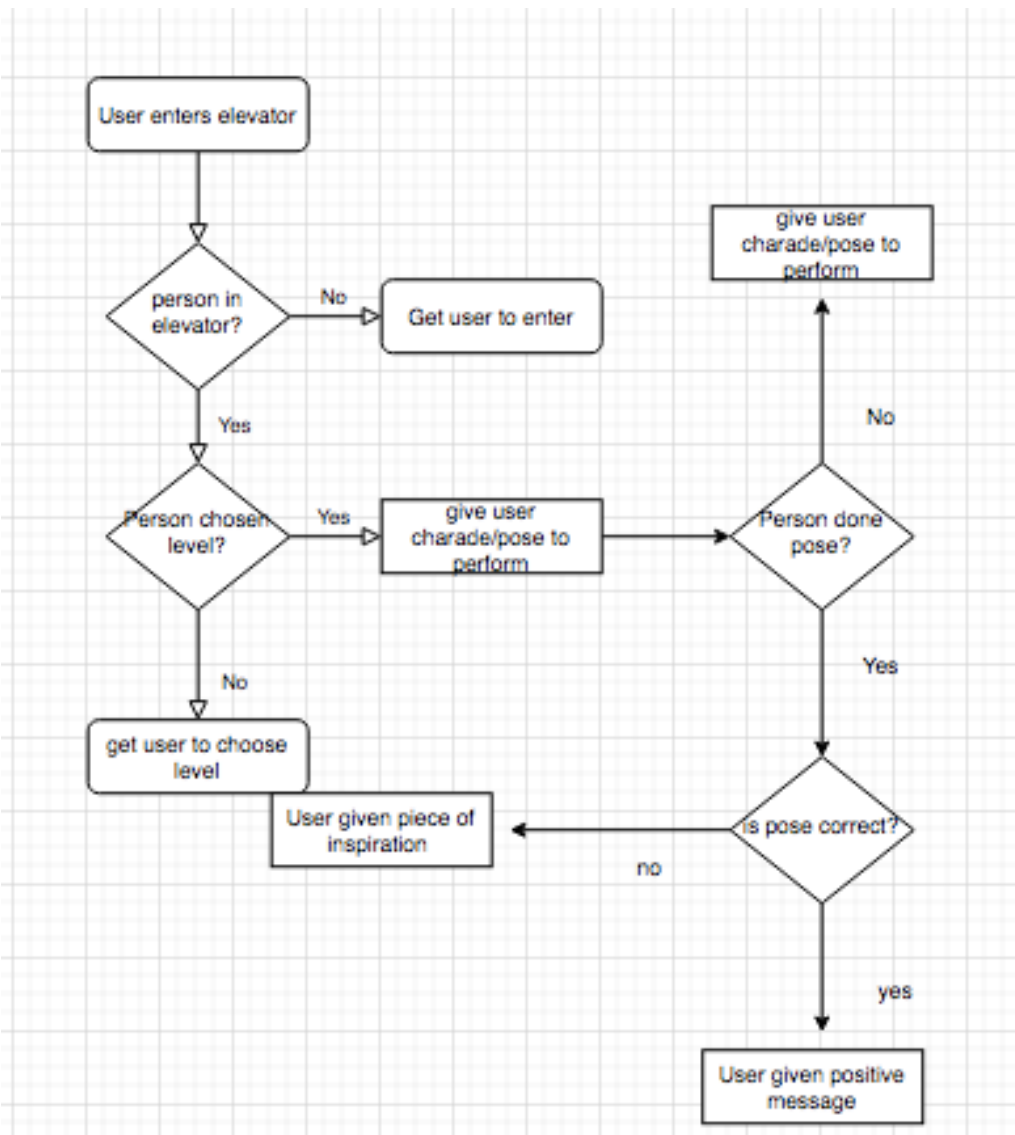 User enters elevator
give user
charade/pose to
perform
person in
elevator?
No
Get user to enter
No
Yes
Person chosen
level?
Yes
give user
charade/pose to
perform
Person done
pose?
Yes
No
get user to choose
level
User given piece of
inspiration
is pose correct?
no
yes
User given positive
message